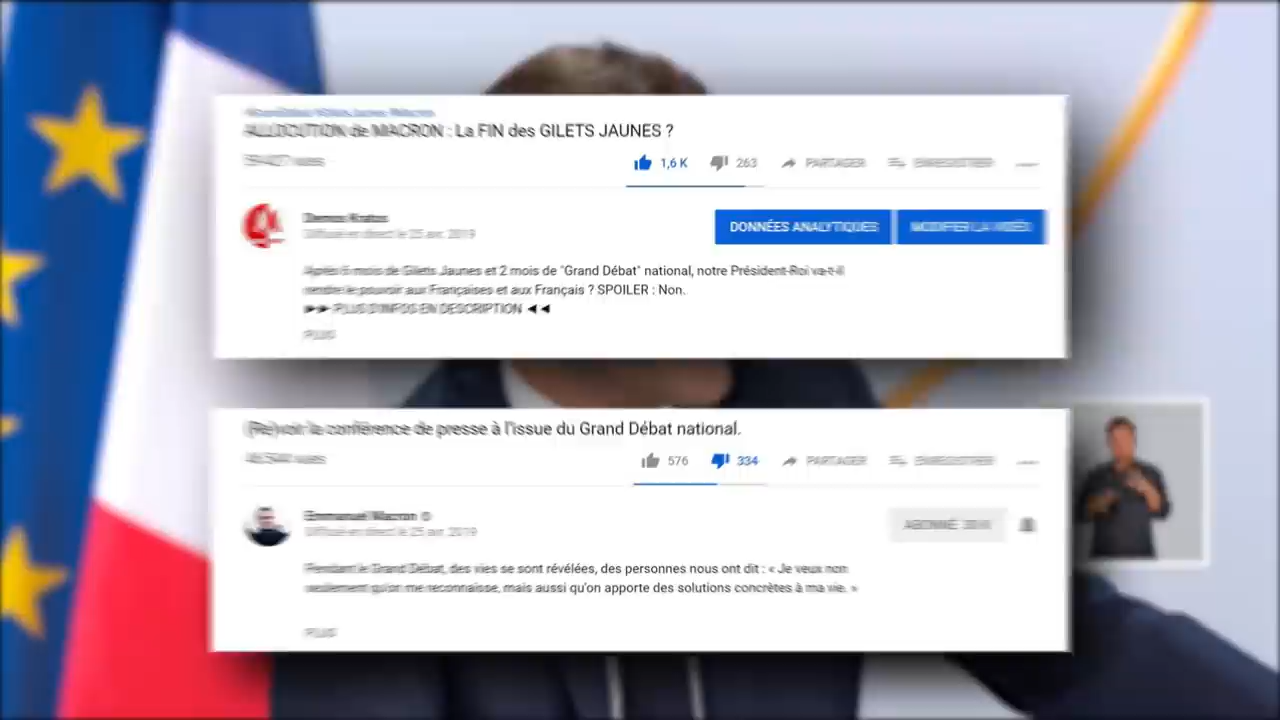 ALLOCUTION de MACRON : La FIN des GILETS JAUNES ?
vues
1,6 K
263
PARTAGER
ENREGISTRER
Diffusé en direct le 25 avr. 2019
DONNÉES ANALYTIQUES
MODIFIER LA VIDÉO
Après 6 mois de Gilets Jaunes et 2 mois de "Grand Débat" national, notre Président-Roi va-t-il
rendre le pouvoir aux Françaises et aux Français ? SPOILER : Non.
►► PLUS D'INFOS EN DESCRIPTION ◄◄
PLUS
(Re)voir la conférence de presse à l'issue du Grand Débat national.
vues
576
334
PARTAGER
ENREGISTRER
Emmanuel Macron
Diffusé en direct le 25 avr. 2019
ABONNÉ
Pendant le Grand Débat, des vies se sont révélées, des personnes nous ont dit : « Je veux non
seulement qu'on me reconnaisse, mais aussi qu'on apporte des solutions concrètes à ma vie. »
PLUS